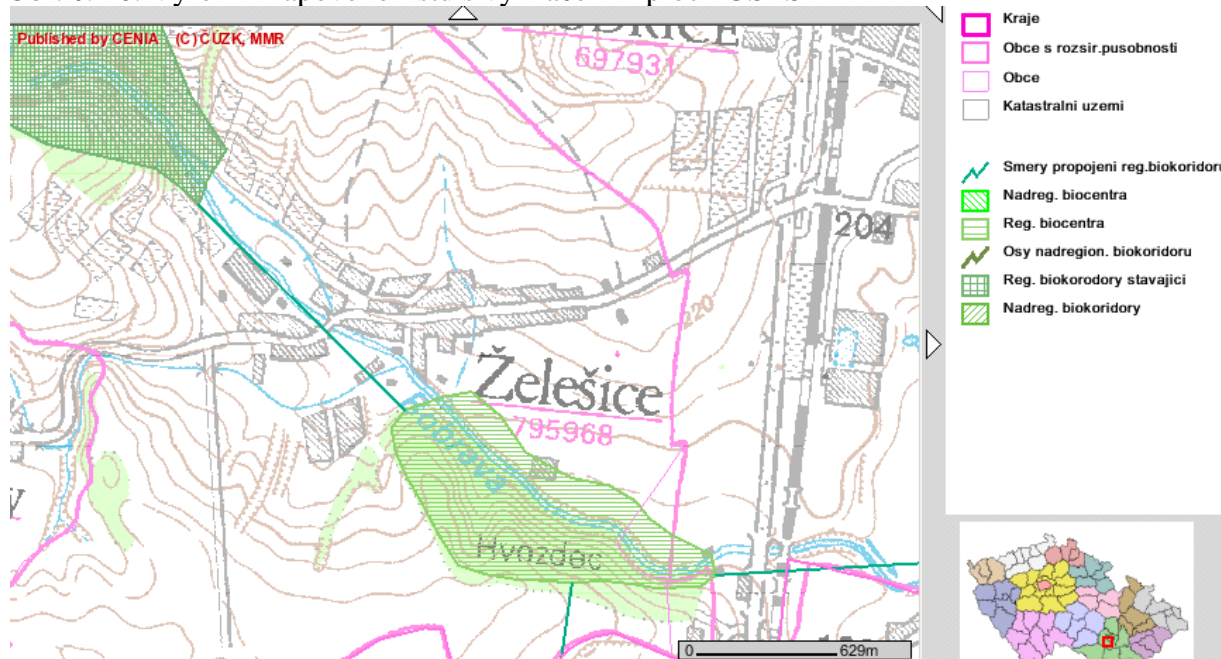 Published by CENIA (C) ČÚZK, MMR
697931
204
220
Želešice
795968
Bobrava
Hvozdec
0 629m
Kraje
Obce s rozsir.pusobnosti
Obce
Katastralni uzemi
Smery propojeni reg.biokoridoru
Nadreg. biocentra
Reg. biocentra
Osy nadregion. biokoridoru
Reg. biokorodory stavajici
Nadreg. biokoridory